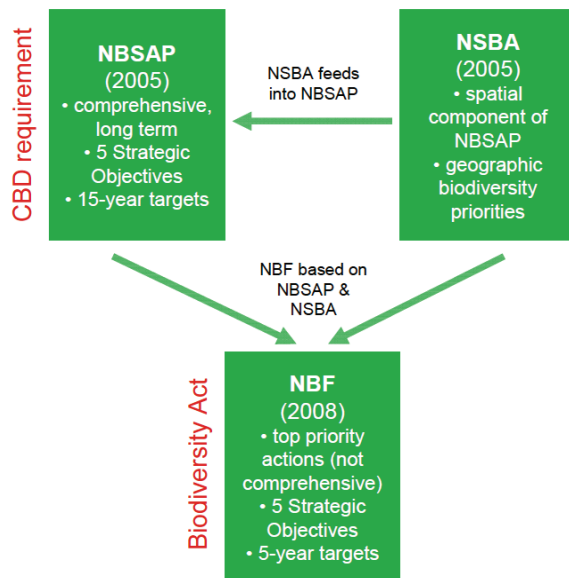 CBD requirement
NBSAP
(2005)
• comprehensive,
long term
• 5 Strategic
Objectives
• 15-year targets
NSBA feeds
into NBSAP
NSBA
(2005)
• spatial
component of
NBSAP
• geographic
biodiversity
priorities
NBF based on
NBSAP &
NSBA
Biodiversity Act
NBF
(2008)
• top priority
actions (not
comprehensive)
• 5 Strategic
Objectives
• 5-year targets